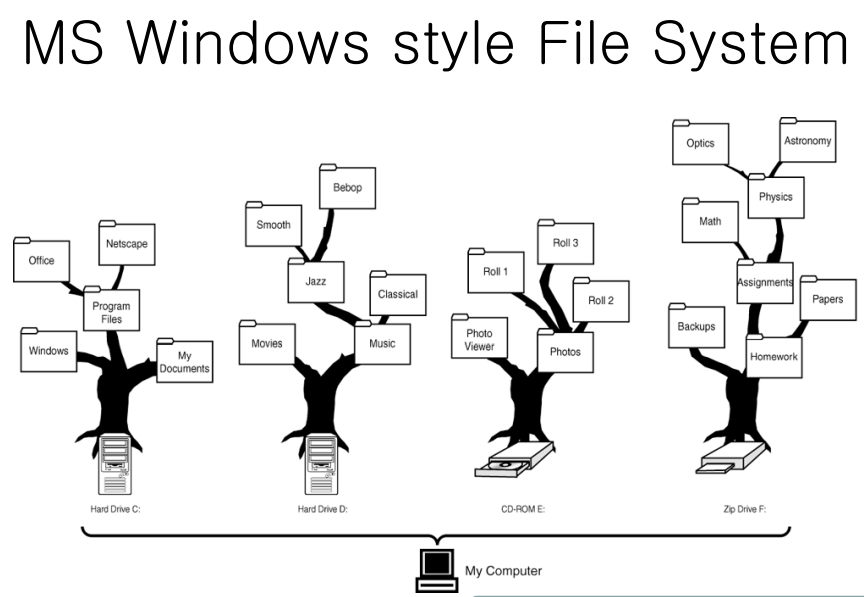 MS Windows style File System
Optics
Astronomy
Physics
Math
Assignments
Papers
Backups
Homework
Bebop
Smooth
Jazz
Classical
Movies
Music
Roll 3
Roll 1
Roll 2
Photo
Viewer
Photos
Netscape
Office
Program
Files
Windows
My
Documents
Hard Drive C:
Hard Drive D:
CD-ROM E:
Zip Drive F:
My Computer